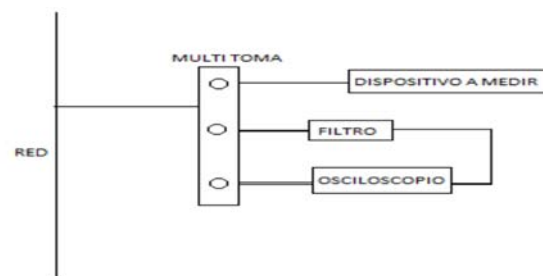 MULTI TOMA
DISPOSITIVO A MEDIR
FILTRO
RED
OSCILOSCOPIO